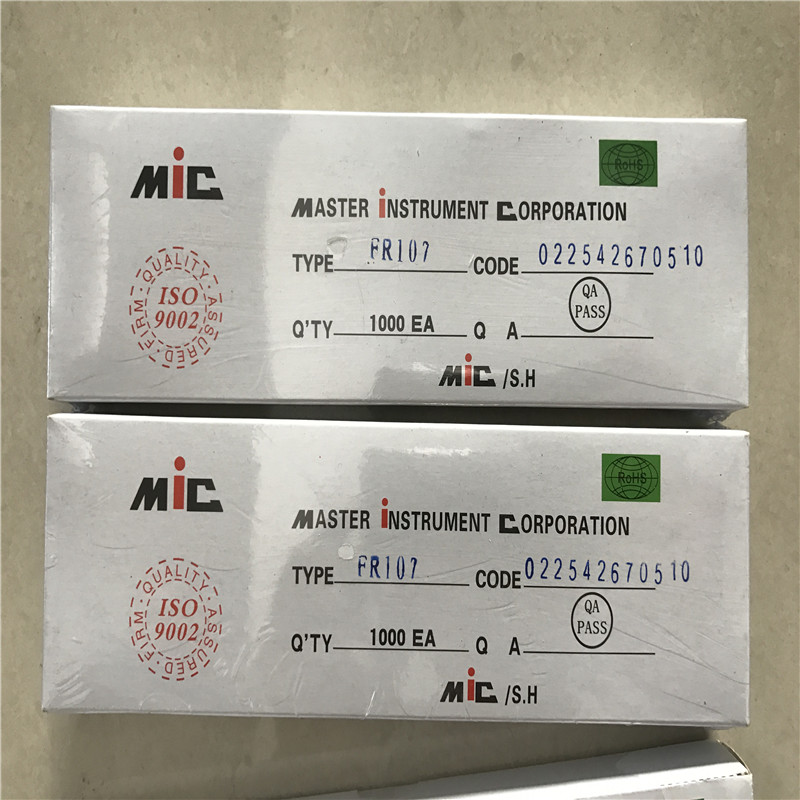 MiC
RoHS
MASTER INSTRUMENT CORPORATION
TYPE FR107 CODE 022542670510
FIRM · QUALITY · ASSURED ·
ISO
9002
QA
PASS
Q'TY 1000 EA Q A
MiC /S.H
MiC
RoHS
MASTER INSTRUMENT CORPORATION
TYPE FR107 CODE 022542670510
FIRM · QUALITY · ASSURED ·
ISO
9002
QA
PASS
Q'TY 1000 EA Q A
MiC /S.H